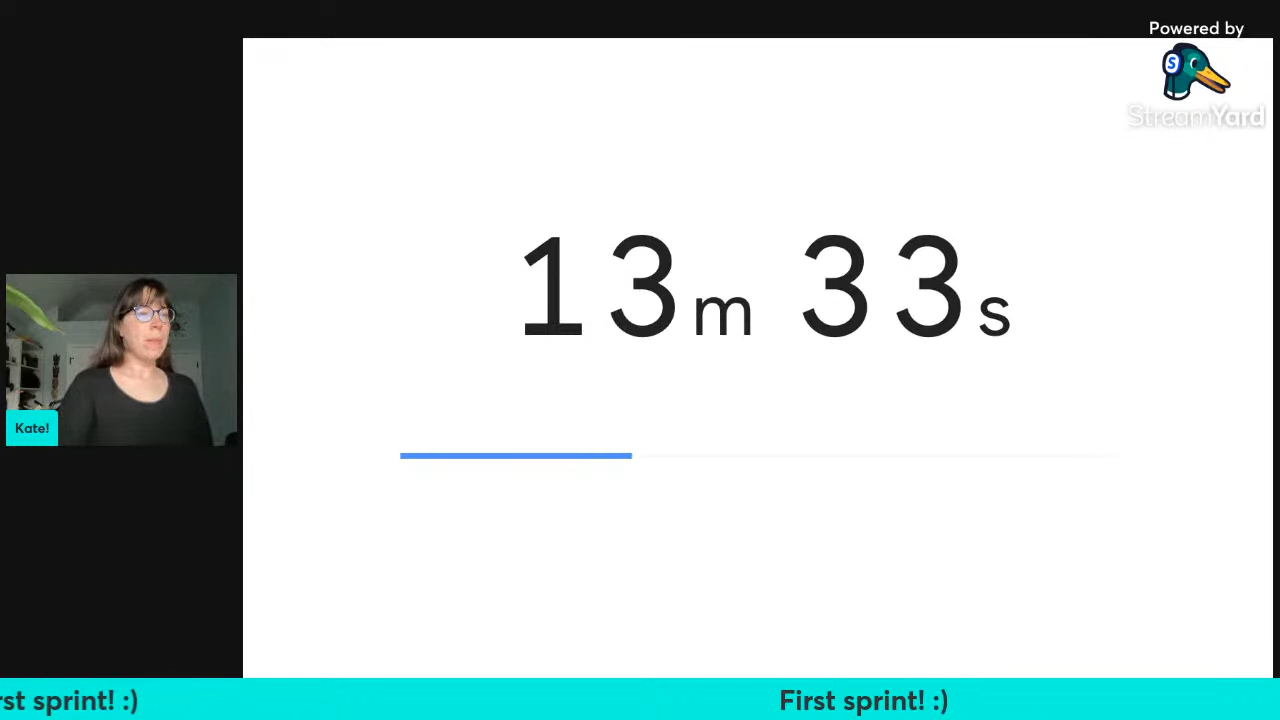 Powered by
S
StreamYard
13m 33s
Kate!
rst sprint! :)
First sprint! :)